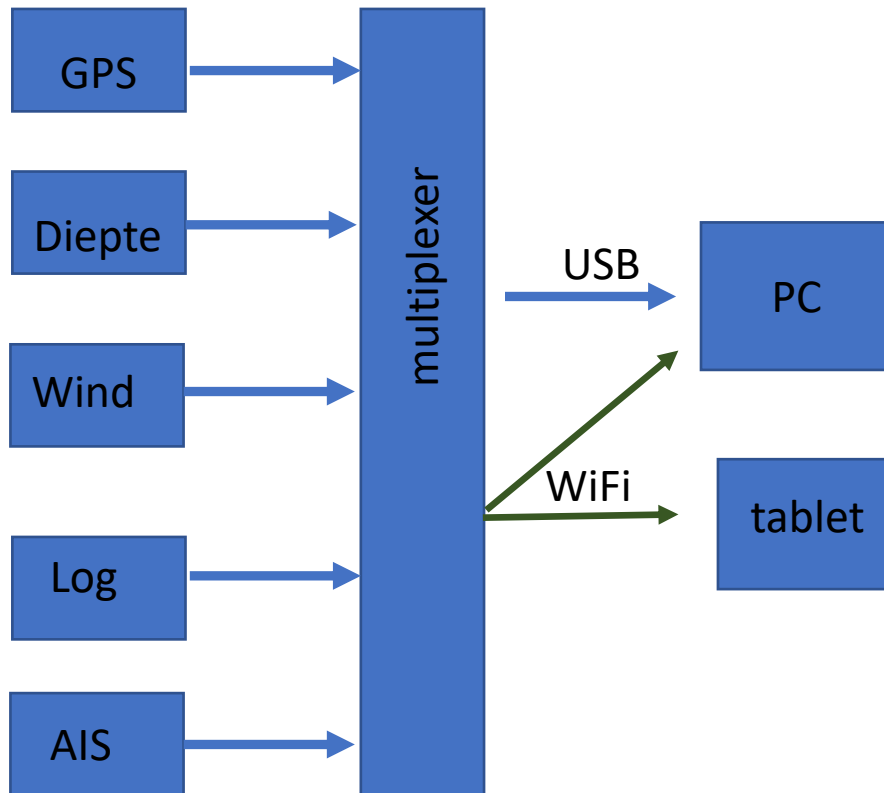 GPS
Diepte
Wind
Log
AIS
multiplexer
USB
WiFi
PC
tablet